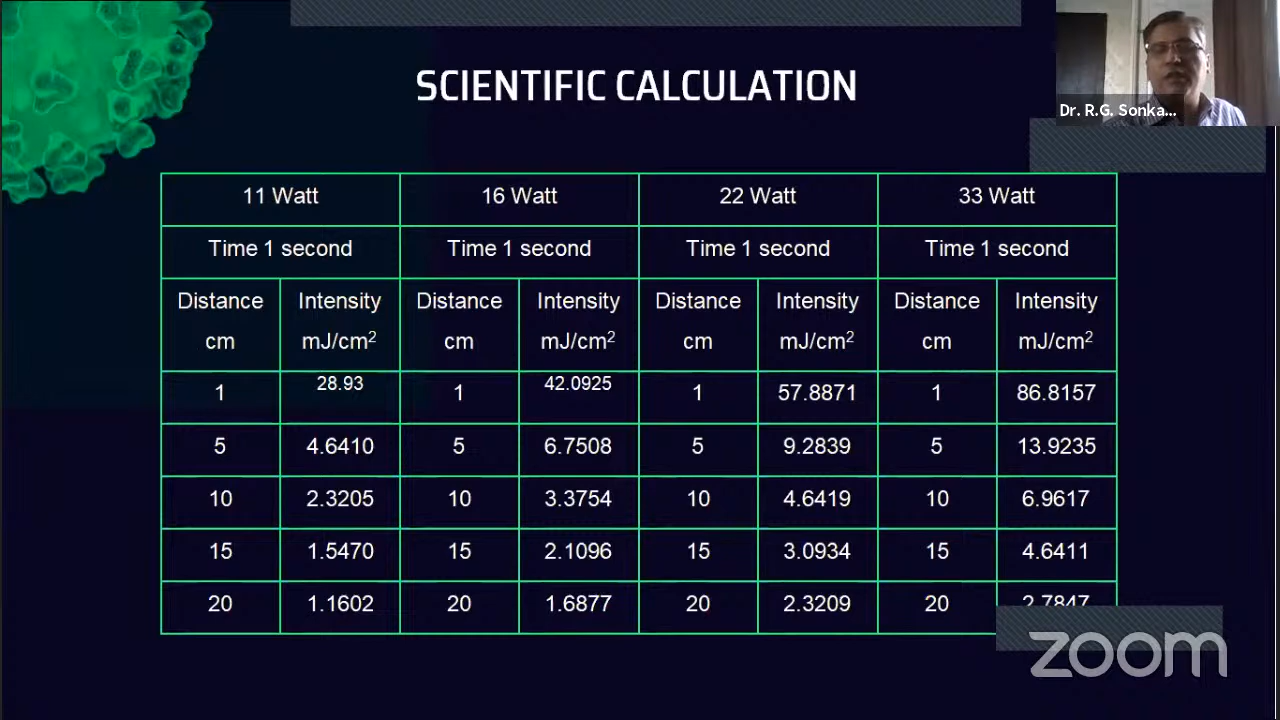 SCIENTIFIC CALCULATION
Dr. R.G. Sonka...
11 Watt 16 Watt 22 Watt 33 Watt
Time 1 second Time 1 second Time 1 second Time 1 second
Distance Intensity Distance Intensity Distance Intensity Distance Intensity
cm mJ/cm² cm mJ/cm² cm mJ/cm² cm mJ/cm²
1 28.93 1 42.0925 1 57.8871 1 86.8157
5 4.6410 5 6.7508 5 9.2839 5 13.9235
10 2.3205 10 3.3754 10 4.6419 10 6.9617
15 1.5470 15 2.1096 15 3.0934 15 4.6411
20 1.1602 20 1.6877 20 2.3209 20 2.7847
zoom